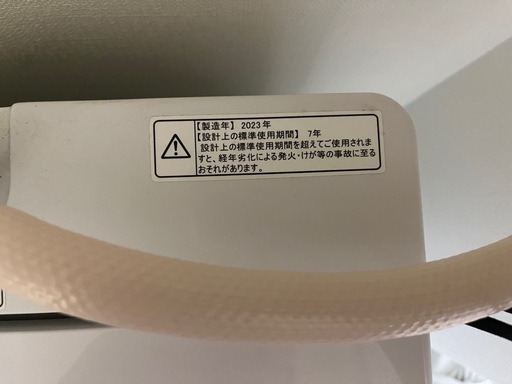 【製造年】 2023年
【設計上の標準使用期間】 7年
設計上の標準使用期間を超えてご使用されま
すと、経年劣化による発火・けが等の事故に至る
おそれがあります。